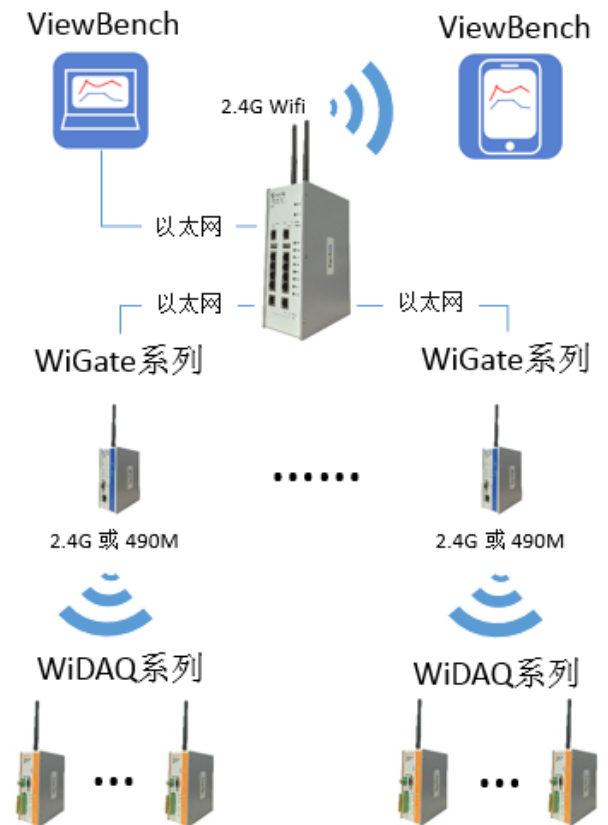 ViewBench
ViewBench
2.4G Wifi
以太网
以太网
以太网
WiGate系列
WiGate系列
......
2.4G 或 490M
2.4G 或 490M
WiDAQ系列
WiDAQ系列
...
...